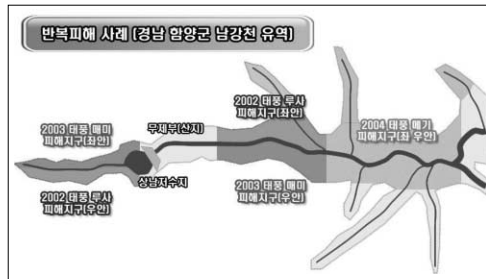 반복피해 사례 (경남 함양군 남강천 유역)
2002 태풍 루사
피해지구(좌안)
2003 태풍 매미
피해지구(좌안)
무제부(산지)
2004 태풍 메기
피해지구(좌 우안)
상남저수지
2002 태풍 루사
피해지구(우안)
2003 태풍 매미
피해지구(우안)